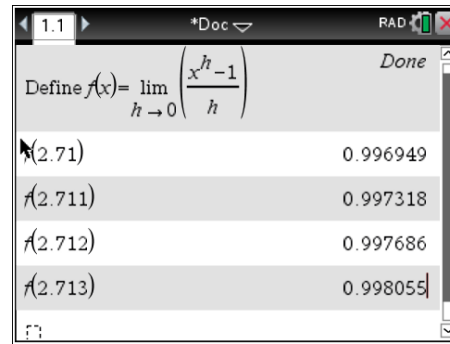 1.1 *Doc RAD
Define f(x)= lim h→0 (x^h−1 / h) Done
f(2.71) 0.996949
f(2.711) 0.997318
f(2.712) 0.997686
f(2.713) 0.998055